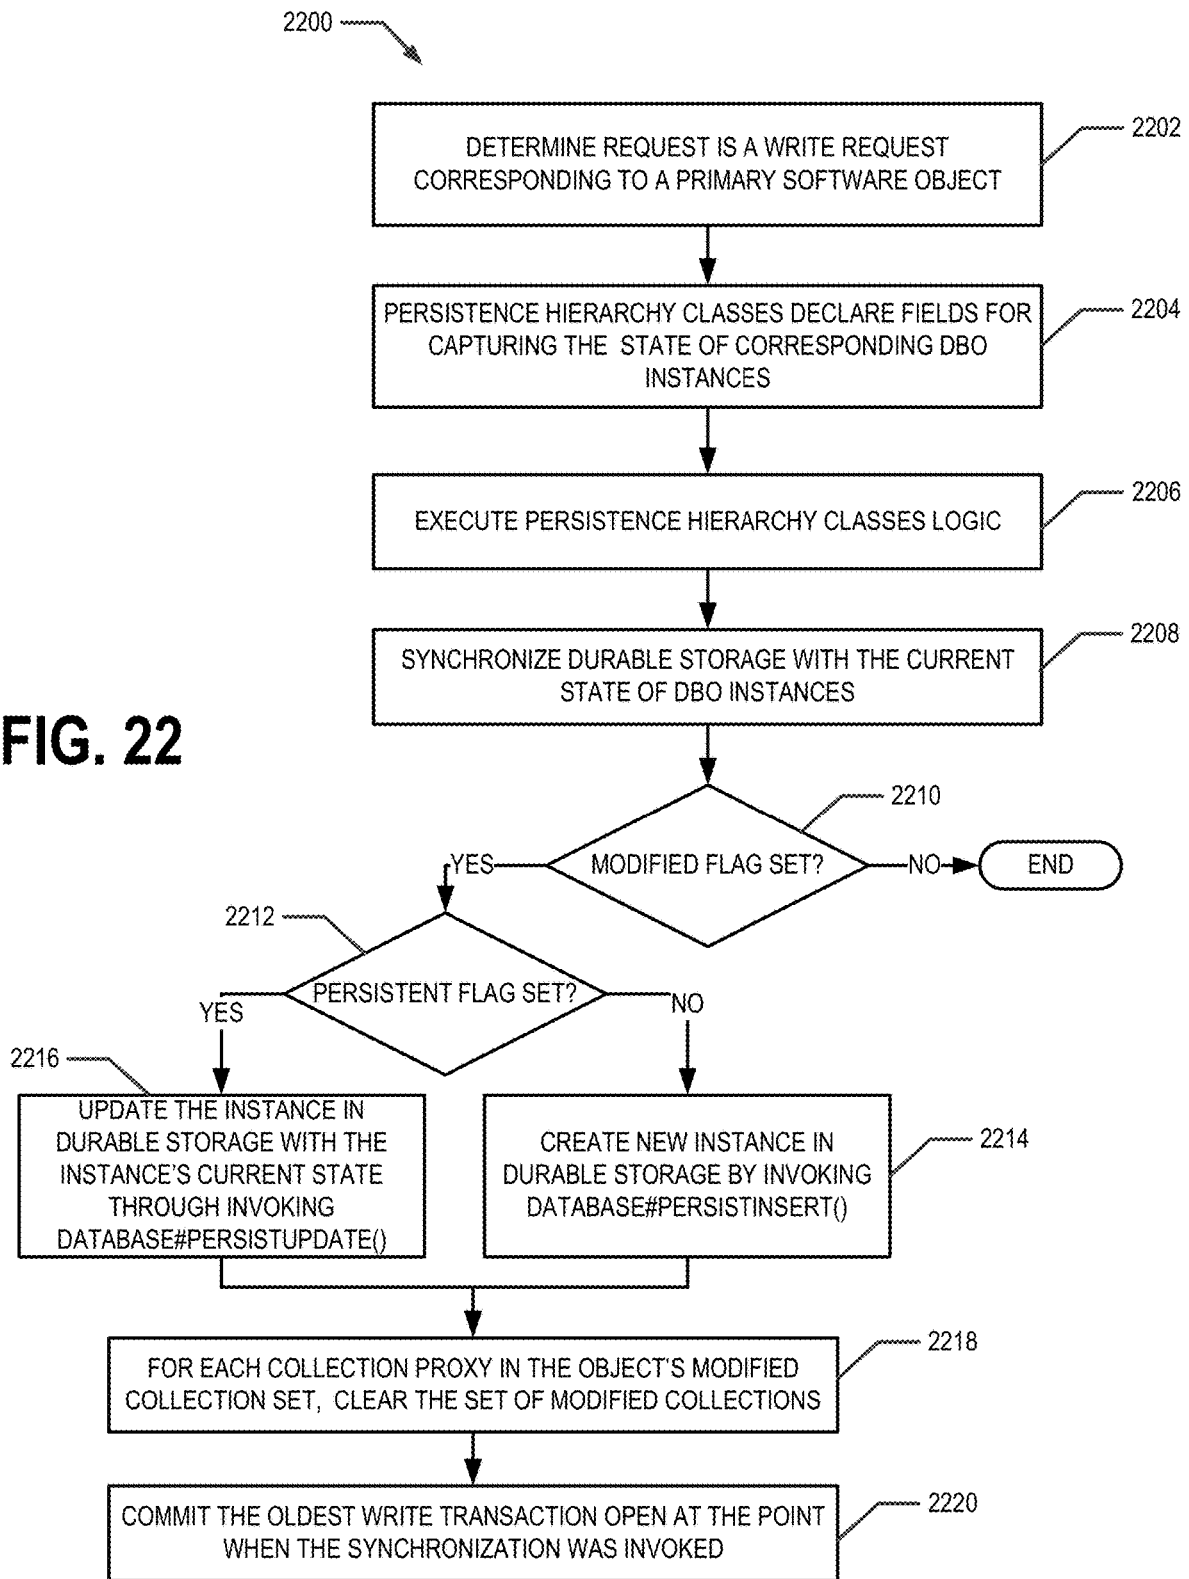 2200
DETERMINE REQUEST IS A WRITE REQUEST
CORRESPONDING TO A PRIMARY SOFTWARE OBJECT
2202
PERSISTENCE HIERARCHY CLASSES DECLARE FIELDS FOR
CAPTURING THE STATE OF CORRESPONDING DBO
INSTANCES
2204
EXECUTE PERSISTENCE HIERARCHY CLASSES LOGIC
2206
SYNCHRONIZE DURABLE STORAGE WITH THE CURRENT
STATE OF DBO INSTANCES
2208
FIG. 22
MODIFIED FLAG SET?
2210
YES
NO
END
2212
PERSISTENT FLAG SET?
YES
NO
2216
UPDATE THE INSTANCE IN
DURABLE STORAGE WITH THE
INSTANCE'S CURRENT STATE
THROUGH INVOKING
DATABASE#PERSISTUPDATE()
CREATE NEW INSTANCE IN
DURABLE STORAGE BY INVOKING
DATABASE#PERSISTINSERT()
2214
FOR EACH COLLECTION PROXY IN THE OBJECT'S MODIFIED
COLLECTION SET, CLEAR THE SET OF MODIFIED COLLECTIONS
2218
COMMIT THE OLDEST WRITE TRANSACTION OPEN AT THE POINT
WHEN THE SYNCHRONIZATION WAS INVOKED
2220